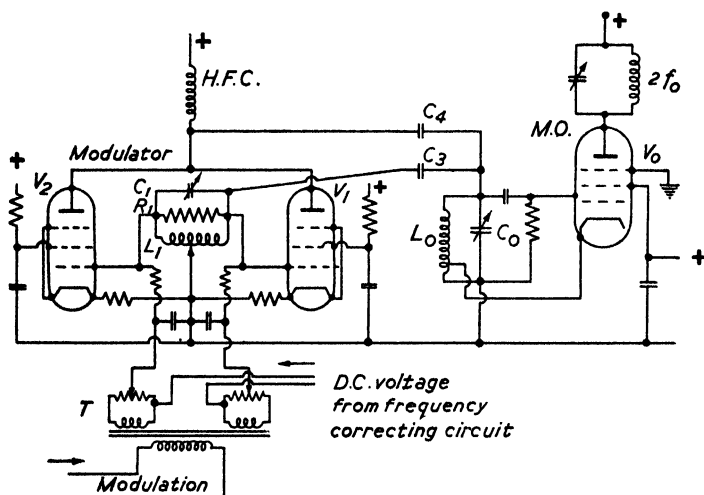 +
+
H.F.C.
2f₀
C₄
M.O.
Modulator
+
C₃
V₀
V₂
C₁
V₁
+
R₁
L₁
L₀
C₀
+
T
D.C. voltage
from frequency
correcting circuit
Modulation